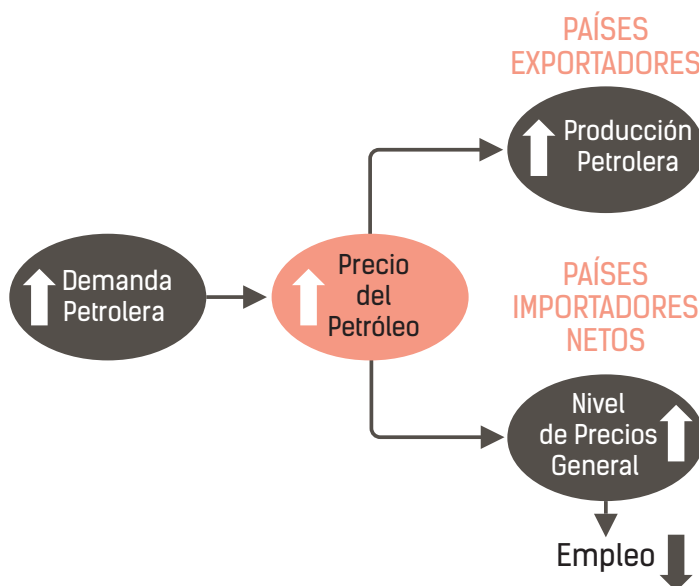 PAÍSES
EXPORTADORES
Producción
Petrolera
Demanda
Petrolera
Precio
del
Petróleo
PAÍSES
IMPORTADORES
NETOS
Nivel
de Precios
General
Empleo